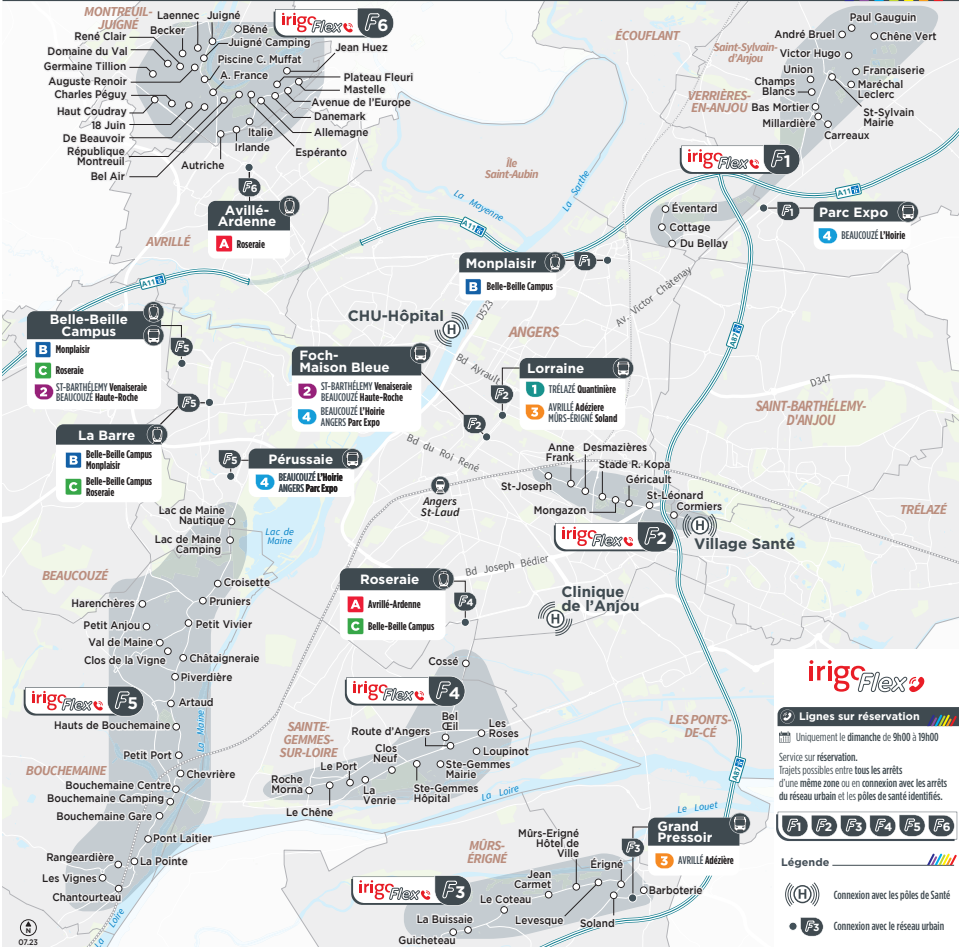 MONTREUIL-
JUIGNÉ
Laennec
Juigné
Becker
Béné
René Clair
Juigné Camping
Domaine du Val
Piscine C. Muffat
Germaine Tillion
A. France
Auguste Renoir
Charles Péguy
Haut Coudray
18 Juin
De Beauvoir
République
Montreuil
Bel Air
Autriche
Irlande
Italie
Espéranto
Allemagne
Danemark
Avenue de l'Europe
Mastelle
Plateau Fleuri
Jean Huez
irigo Flex F6
F6
Avillé-
Ardenne
A Roseraie
AVRILLÉ
ÉCOUFLANT
Saint-Sylvain-
d'Anjou
VERRIÈRES-
EN-ANJOU
Paul Gauguin
André Bruel
Chêne Vert
Victor Hugo
Union
Françaiserie
Champs
Blancs
Maréchal
Leclerc
Bas Mortier
St-Sylvain
Mairie
Millardière
Carreaux
irigo Flex F1
A11
Île
Saint-Aubin
La Mayenne
La Sarthe
A11
A11
Éventard
Cottage
Du Bellay
F1
Parc Expo
4 BEAUCOUZÉ L'Hoirie
Monplaisir
F1
B Belle-Beille Campus
Av. Victor Châtenay
D523
A87
CHU-Hôpital
H
ANGERS
Bd Ayrault
Belle-Beille
Campus
B Monplaisir
C Roseraie
2 ST-BARTHÉLEMY Venaiseraie
BEAUCOUZÉ Haute-Roche
F5
F5
La Barre
B Belle-Beille Campus
Monplaisir
C Belle-Beille Campus
Roseraie
Foch-
Maison Bleue
2 ST-BARTHÉLEMY Venaiseraie
BEAUCOUZÉ Haute-Roche
4 BEAUCOUZÉ L'Hoirie
ANGERS Parc Expo
F2
Lorraine
1 TRÉLAZÉ Quantinière
3 AVRILLÉ Adézière
MÛRS-ÉRIGNÉ Soland
F2
D347
SAINT-BARTHÉLEMY-
D'ANJOU
Bd du Roi René
F5
Pérussaie
4 BEAUCOUZÉ L'Hoirie
ANGERS Parc Expo
Angers
St-Laud
Anne
Frank
Desmazières
Stade R. Kopa
Géricault
St-Joseph
St-Léonard
Cormiers
Mongazon
irigo Flex F2
H
Village Santé
TRÉLAZÉ
Lac de Maine
Nautique
Lac de Maine
Camping
Lac de
Maine
BEAUCOUZÉ
Bd Joseph Bédier
Roseraie
A Avrillé-Ardenne
C Belle-Beille Campus
F4
Clinique
de l'Anjou
H
Croisette
Harenchères
Pruniers
Petit Anjou
Petit Vivier
Val de Maine
Clos de la Vigne
Châtaigneraie
Piverdière
irigo Flex F5
Artaud
Hauts de Bouchemaine
La Maine
Petit Port
BOUCHEMAINE
Chevrière
Bouchemaine Centre
Bouchemaine Camping
Bouchemaine Gare
Pont Laitier
Rangeardière
La Pointe
Les Vignes
Chantourteau
La Loire
Cossé
irigo Flex F4
SAINTE-
GEMMES-
SUR-LOIRE
Bel
Œil
Route d'Angers
Les
Roses
Clos
Neuf
Loupinot
Le Port
Ste-Gemmes
Mairie
Roche
Morna
La
Venrie
Ste-Gemmes
Hôpital
Le Chêne
La Loire
LES PONTS-
DE-CÉ
A87
Le Louet
Mûrs-Erigné
Hôtel de
Ville
MÛRS-
ÉRIGNÉ
F3
Grand
Pressoir
3 AVRILLÉ Adézière
Érigné
Jean
Carmet
Barboterie
Le Coteau
irigo Flex F3
Levesque
Soland
La Buissaie
Guicheteau
N
07.23
irigo Flex
Lignes sur réservation
Uniquement le dimanche de 9h00 à 19h00
Service sur réservation.
Trajets possibles entre tous les arrêts
d'une même zone ou en connexion avec les arrêts
du réseau urbain et les pôles de santé identifiés.
F1 F2 F3 F4 F5 F6
Légende
H Connexion avec les pôles de Santé
F3 Connexion avec le réseau urbain